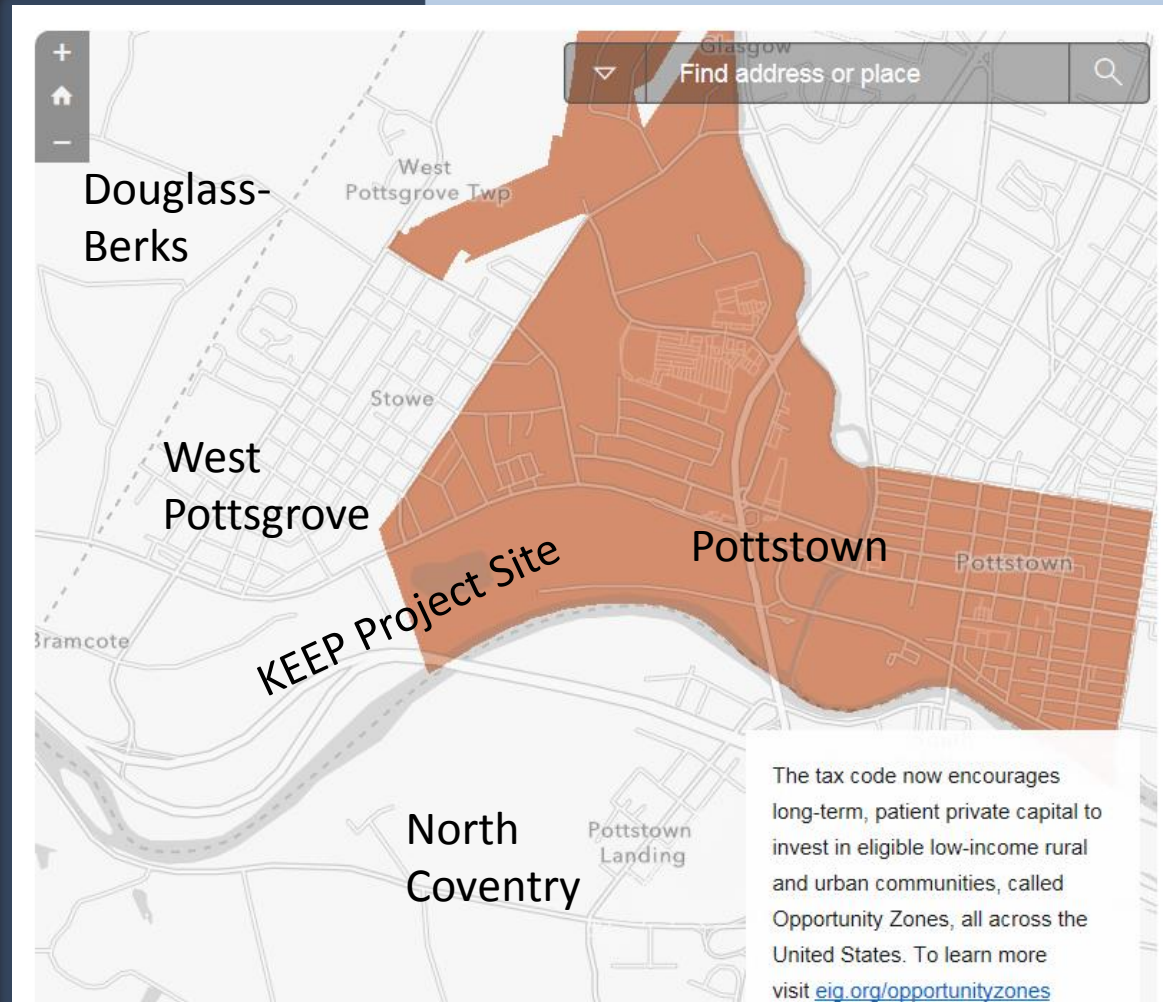 +
−
Glasgow
Find address or place
West
Pottsgrove Twp
Douglass-
Berks
Stowe
West
Pottsgrove
KEEP Project Site
Pottstown
Pottstown
Bramcote
North
Coventry
Pottstown
Landing
The tax code now encourages
long-term, patient private capital to
invest in eligible low-income rural
and urban communities, called
Opportunity Zones, all across the
United States. To learn more
visit eig.org/opportunityzones